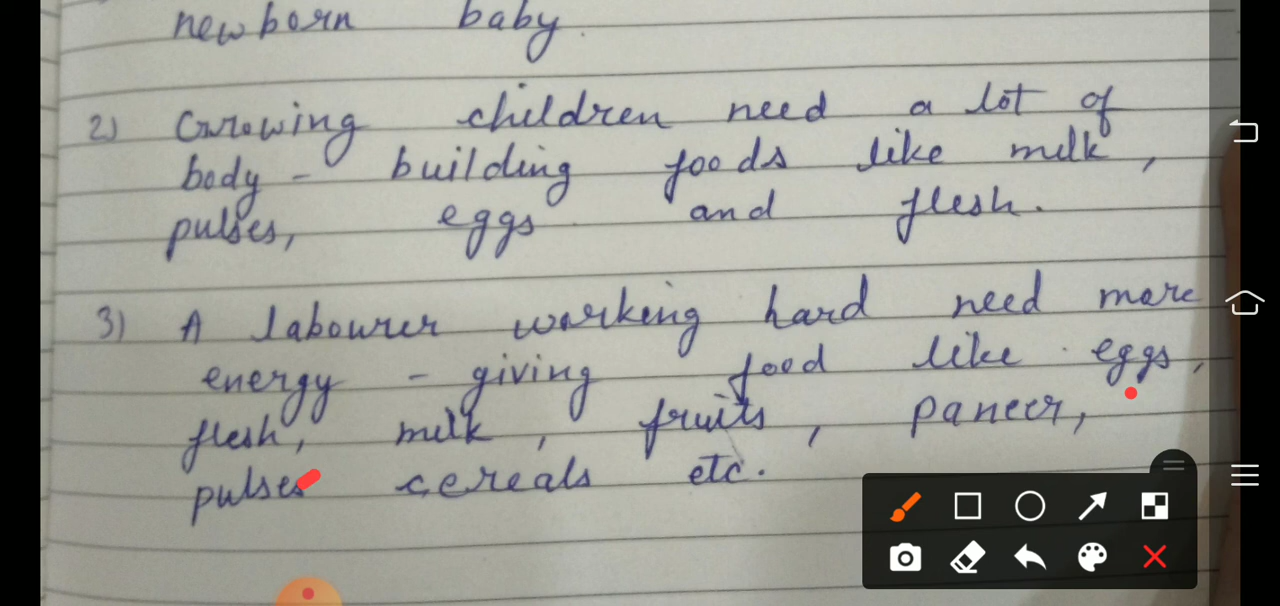 newborn baby.
2) Growing children need a lot of
body - building foods like milk,
pulses, eggs and flesh.
3) A labourer working hard need more
energy - giving food like eggs,
flesh, milk, fruits, paneer,
pulses cereals etc.